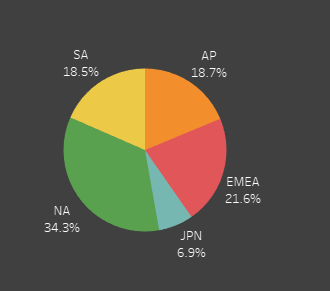 SA
18.5%
AP
18.7%
EMEA
21.6%
NA
34.3%
JPN
6.9%